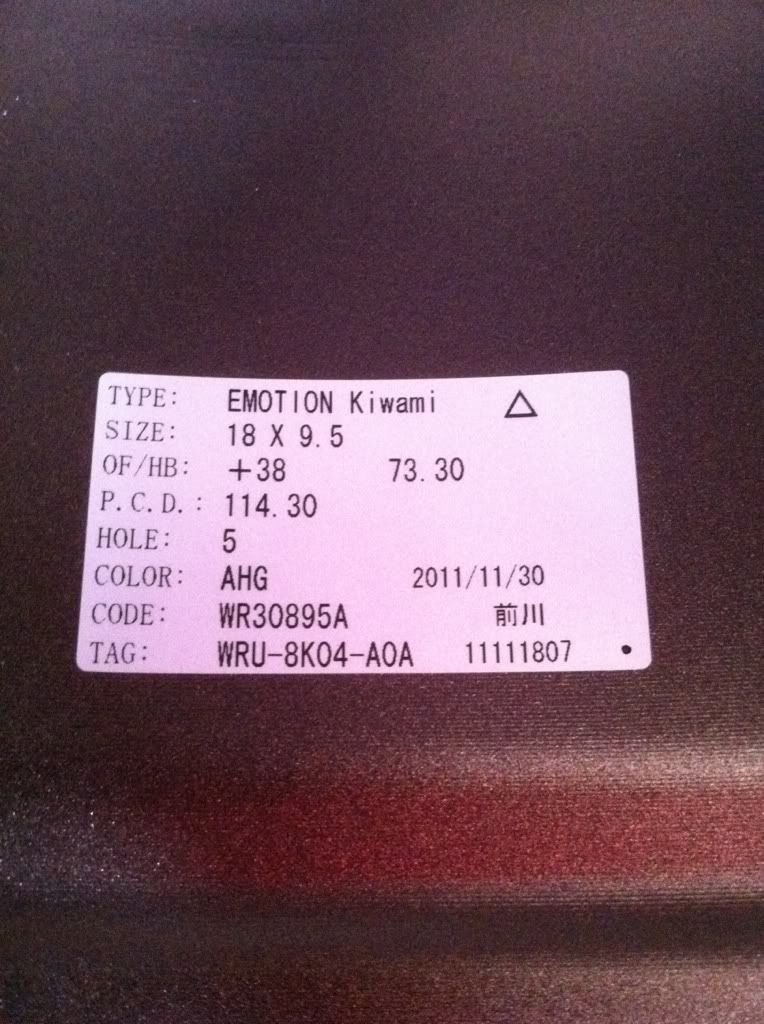 TYPE: EMOTION Kiwami △
SIZE: 18 X 9.5
OF/HB: +38 73.30
P.C.D.: 114.30
HOLE: 5
COLOR: AHG 2011/11/30
CODE: WR30895A 前川
TAG: WRU-8K04-A0A 11111807